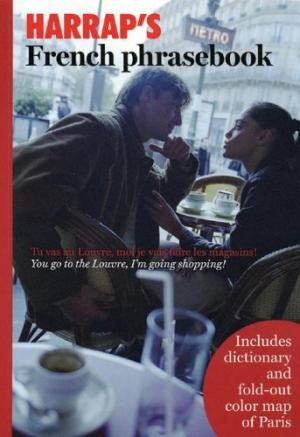 HARRAP'S
French phrasebook
METRO
Tu vas au Louvre, moi je vais faire les magasins!
You go to the Louvre, I'm going shopping!
Includes
dictionary
and
fold-out
color map
of Paris